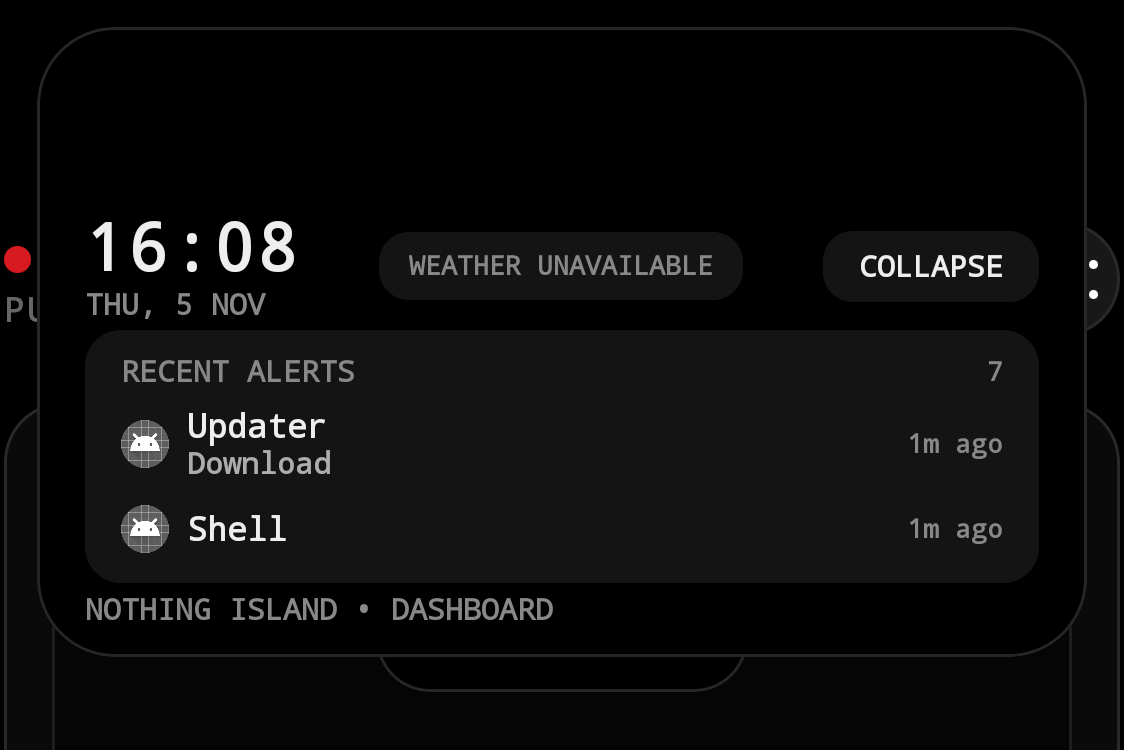 16:08
THU, 5 NOV
WEATHER UNAVAILABLE
COLLAPSE
RECENT ALERTS
7
Updater
Download
1m ago
Shell
1m ago
NOTHING ISLAND • DASHBOARD